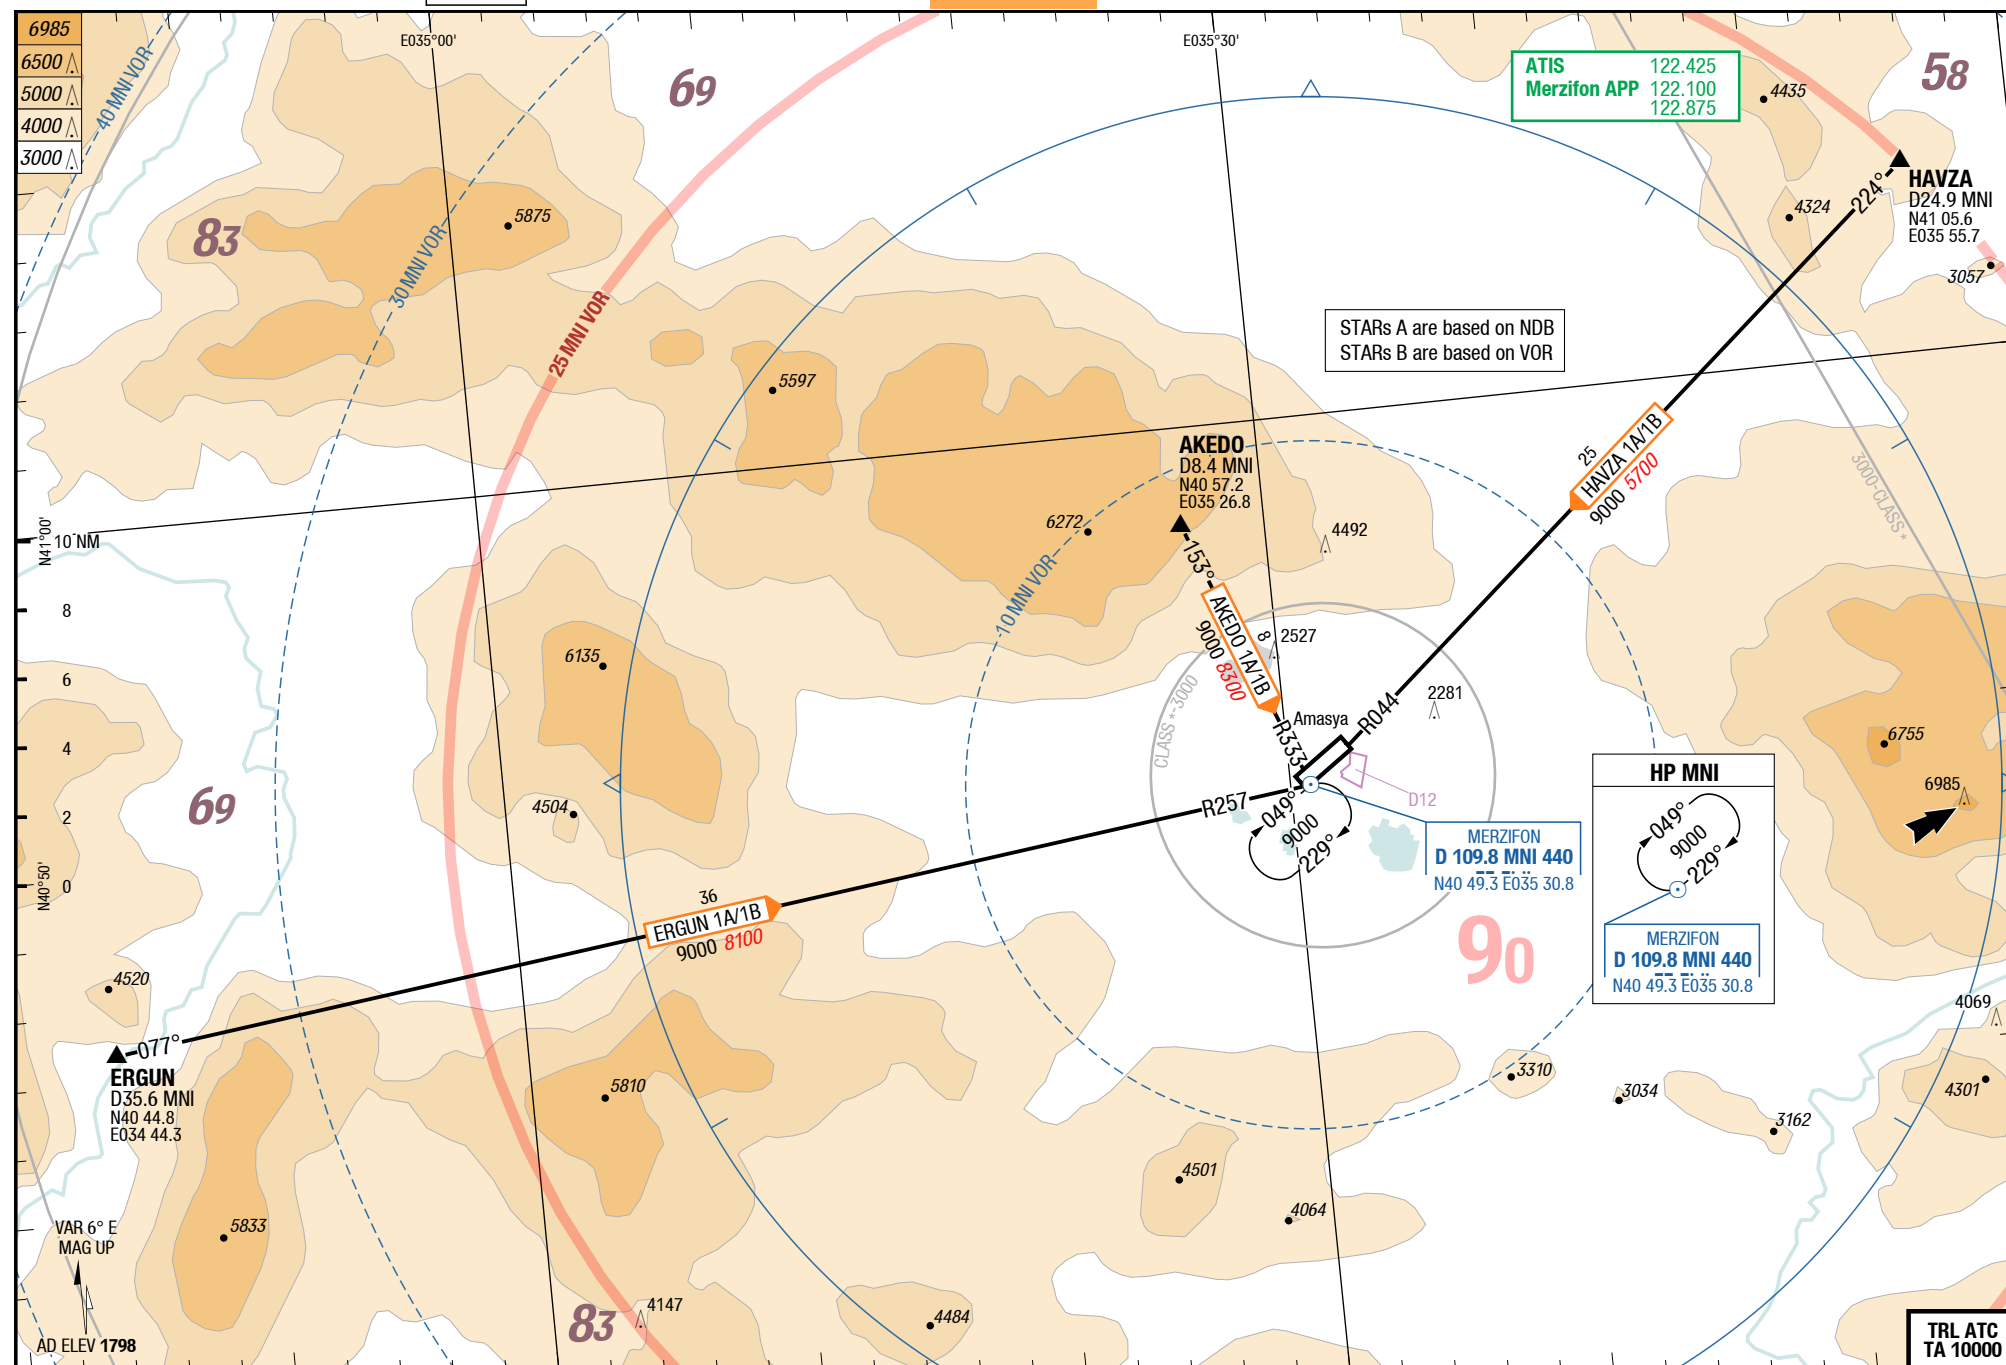 6985
6500
5000
4000
3000
40 MNI VOR
E035°00'
69
E035°30'
ATIS 122.425
Merzifon APP 122.100
122.875
58
4435
HAVZA
D24.9 MNI
N41 05.6
E035 55.7
224°
4324
3057
83
5875
30 MNI VOR
25 MNI VOR
STARs A are based on NDB
STARs B are based on VOR
5597
AKEDO
D8.4 MNI
N40 57.2
E035 26.8
25
HAVZA 1A/1B
9000 5700
3000-CLASS*
6272
4492
N41°00'
10 NM
8
6
4
2
0
N40°50'
10 MNI VOR
153°
AKEDO 1A/1B
8
9000 8300
2527
R333
CLASS *-3000
6135
2281
Amasya
R044
6755
6985
D12
HP MNI
049°
9000
229°
MERZIFON
D 109.8 MNI 440
N40 49.3 E035 30.8
4504
69
R257
049°
9000
229°
MERZIFON
D 109.8 MNI 440
N40 49.3 E035 30.8
90
36
ERGUN 1A/1B
9000 8100
4520
4069
077°
ERGUN
D35.6 MNI
N40 44.8
E034 44.3
5810
3310
3034
3162
4301
4501
4064
5833
VAR 6° E
MAG UP
83
4147
4484
AD ELEV 1798
TRL ATC
TA 10000